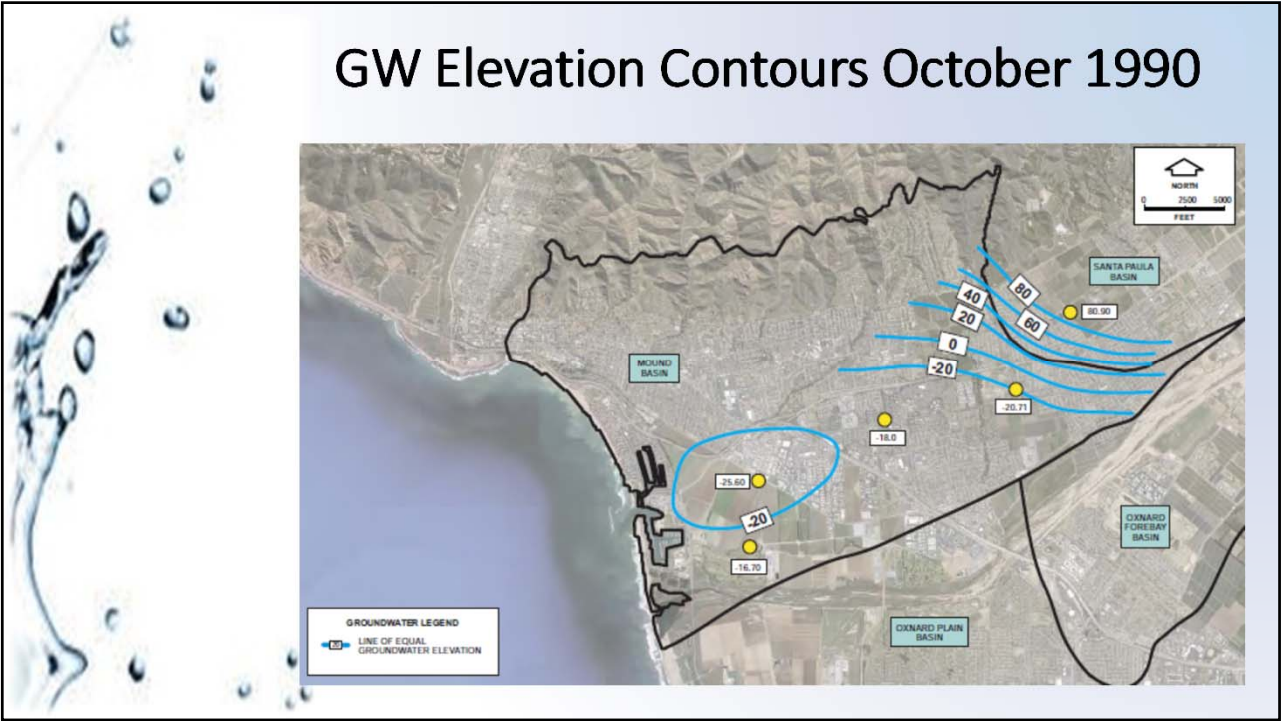 GW Elevation Contours October 1990
NORTH
0 2500 5000
FEET
SANTA PAULA
BASIN
80
80.90
40
60
20
0
MOUND
BASIN
-20
-20.71
-18.0
-25.60
-20
OXNARD
FOREBAY
BASIN
-16.70
GROUNDWATER LEGEND
LINE OF EQUAL
GROUNDWATER ELEVATION
OXNARD PLAIN
BASIN